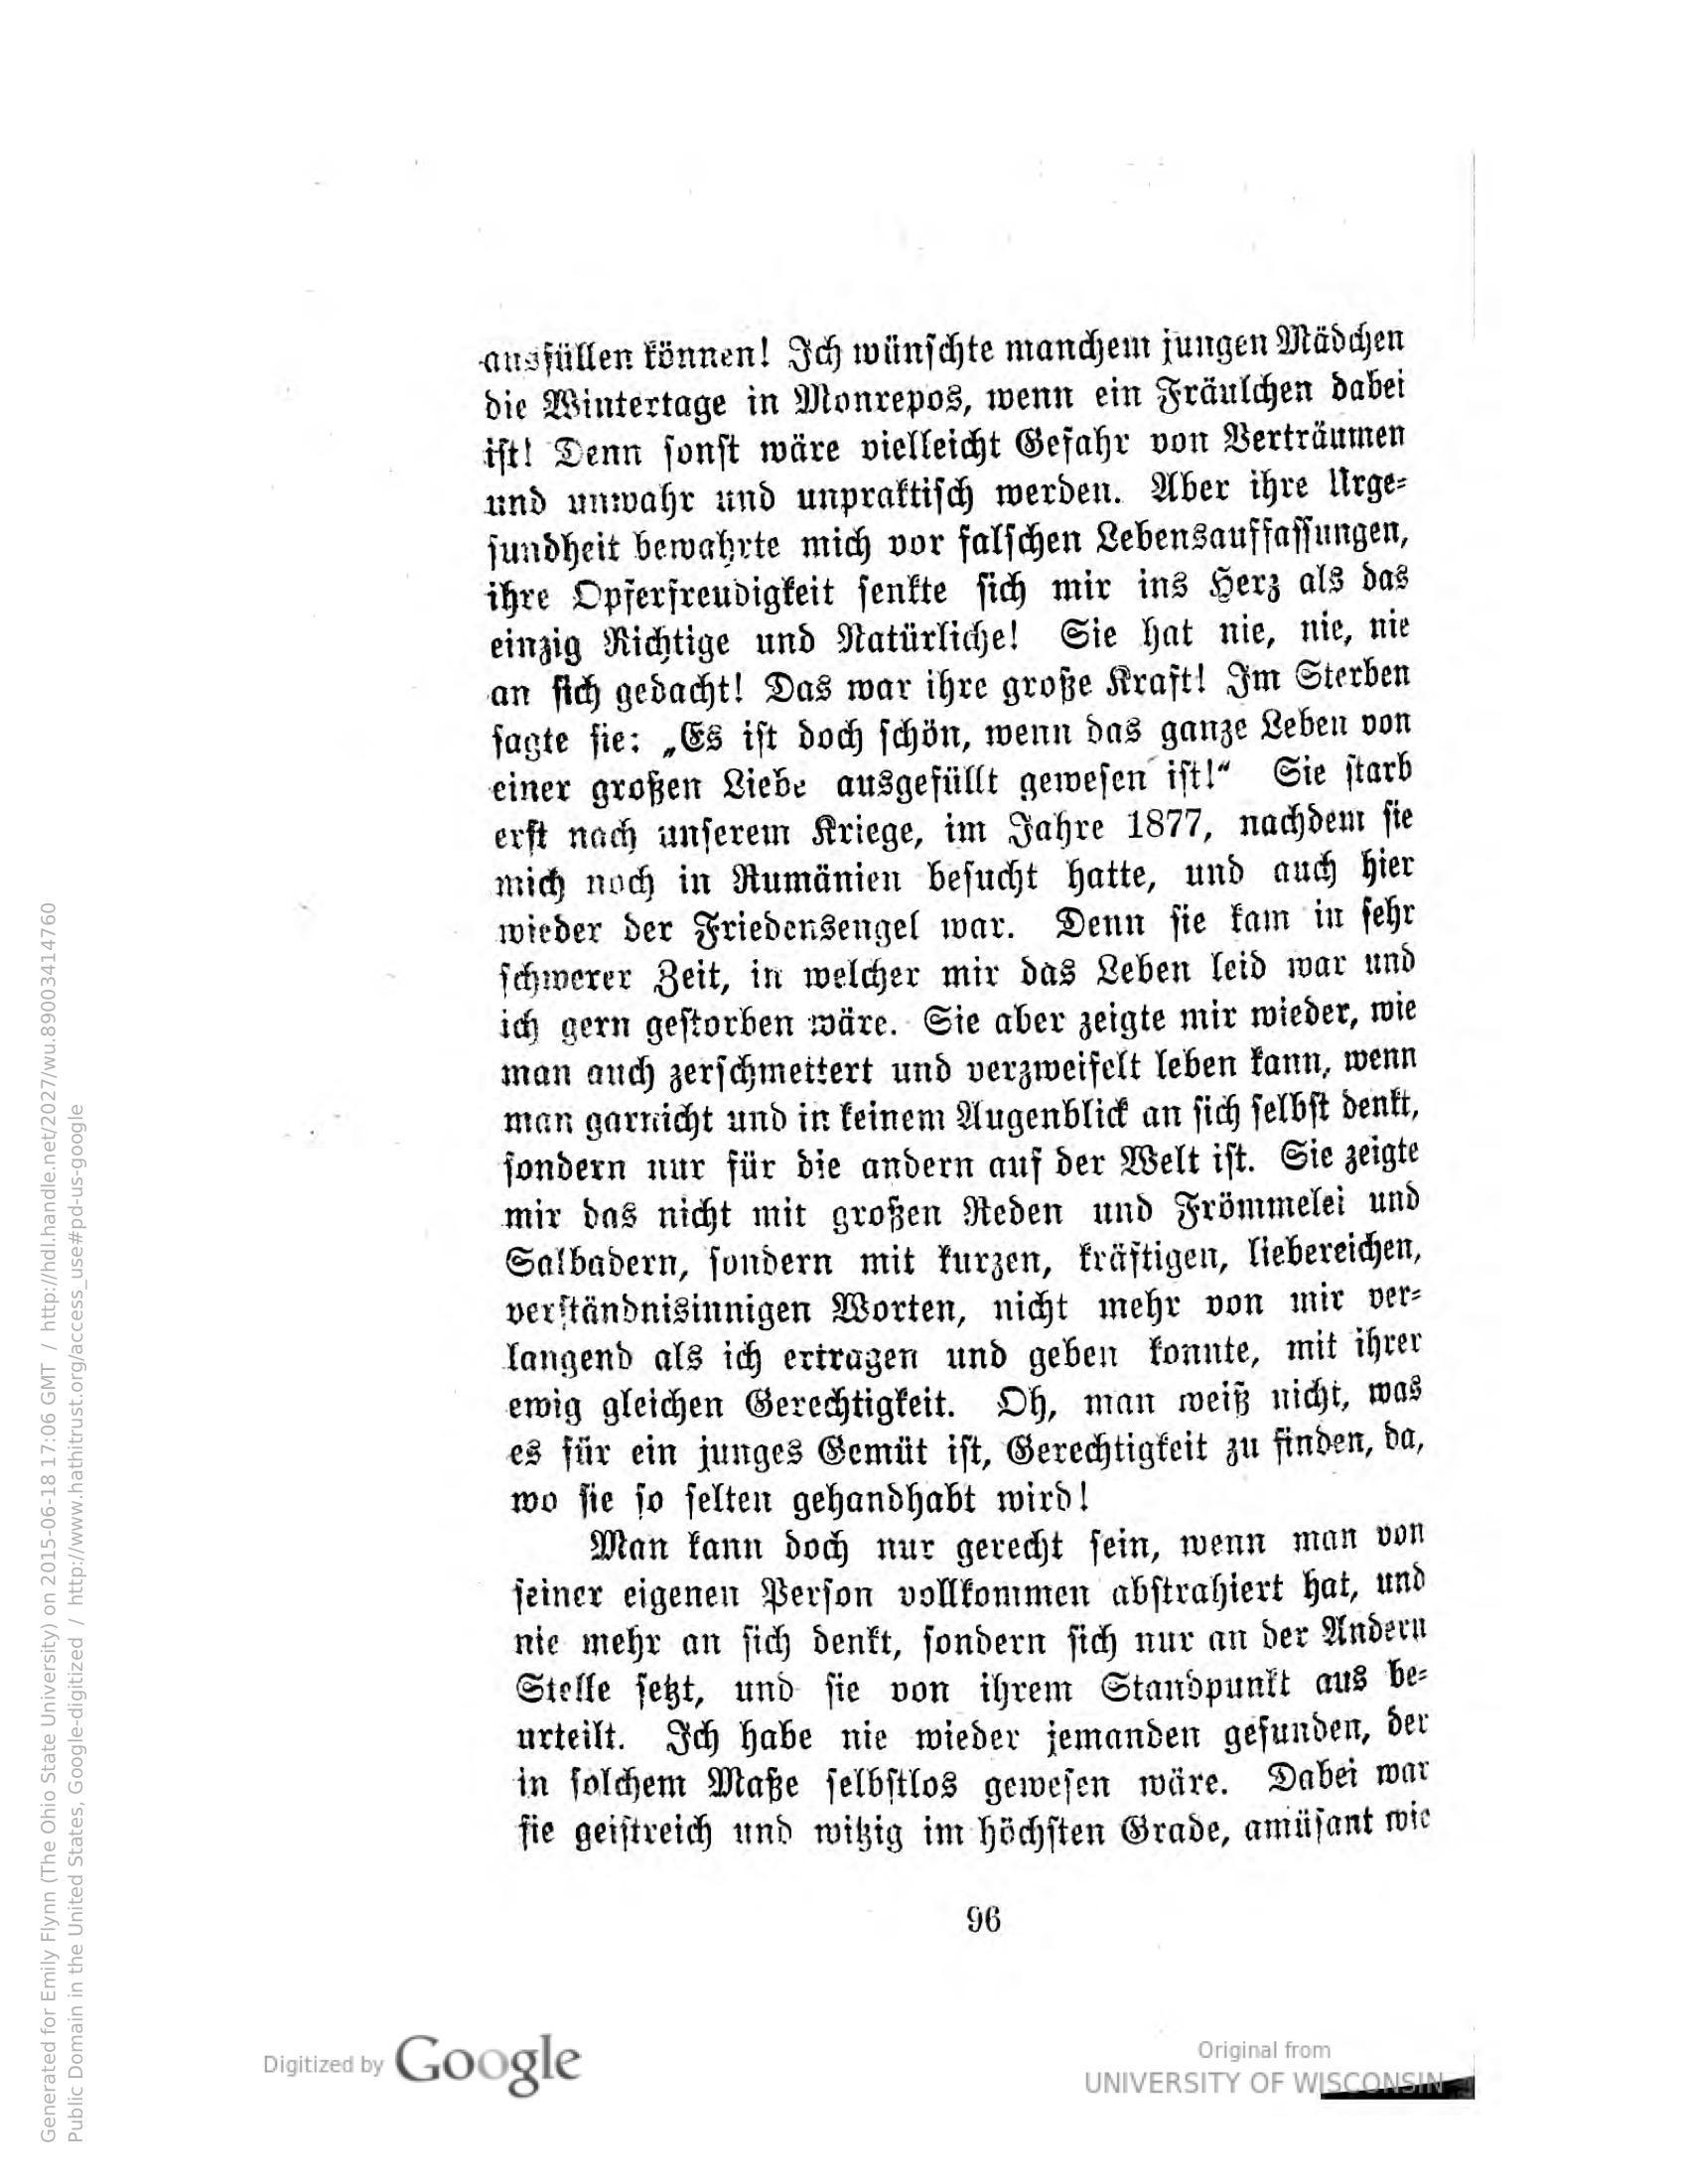 ausfüllen können! Ich wünschte manchem jungen Mädchen
die Wintertage in Monrepos, wenn ein Fräulchen dabei
ist! Denn sonst wäre vielleicht Gefahr von Verträumen
und unwahr und unpraktisch werden. Aber ihre Urge-
sundheit bewahrte mich vor falschen Lebensauffassungen,
ihre Opferfreudigkeit senkte sich mir ins Herz als das
einzig Richtige und Natürliche! Sie hat nie, nie, nie
an sich gedacht! Das war ihre große Kraft! Im Sterben
sagte sie: „Es ist doch schön, wenn das ganze Leben von
einer großen Liebe ausgefüllt gewesen ist!“ Sie starb
erst nach unserem Kriege, im Jahre 1877, nachdem sie
mich noch in Rumänien besucht hatte, und auch hier
wieder der Friedensengel war. Denn sie kam in sehr
schwerer Zeit, in welcher mir das Leben leid war und
ich gern gestorben wäre. Sie aber zeigte mir wieder, wie
man auch zerschmettert und verzweifelt leben kann, wenn
man garnicht und in keinem Augenblick an sich selbst denkt,
sondern nur für die andern auf der Welt ist. Sie zeigte
mir das nicht mit großen Reden und Frömmelei und
Salbadern, sondern mit kurzen, kräftigen, liebereichen,
verständnisinnigen Worten, nicht mehr von mir ver-
langend als ich ertragen und geben konnte, mit ihrer
ewig gleichen Gerechtigkeit. Oh, man weiß nicht, was
es für ein junges Gemüt ist, Gerechtigkeit zu finden, da,
wo sie so selten gehandhabt wird!
Man kann doch nur gerecht sein, wenn man von
seiner eigenen Person vollkommen abstrahiert hat, und
nie mehr an sich denkt, sondern sich nur an der Andern
Stelle setzt, und sie von ihrem Standpunkt aus be-
urteilt. Ich habe nie wieder jemanden gefunden, der
in solchem Maße selbstlos gewesen wäre. Dabei war
sie geistreich und witzig im höchsten Grade, amüsant wie
96
Generated for Emily Flynn (The Ohio State University) on 2015-06-18 17:06 GMT / http://hdl.handle.net/2027/wu.89003414760
Public Domain in the United States, Google-digitized / http://www.hathitrust.org/access_use#pd-us-google
Digitized by Google
Original from
UNIVERSITY OF WISCONSIN